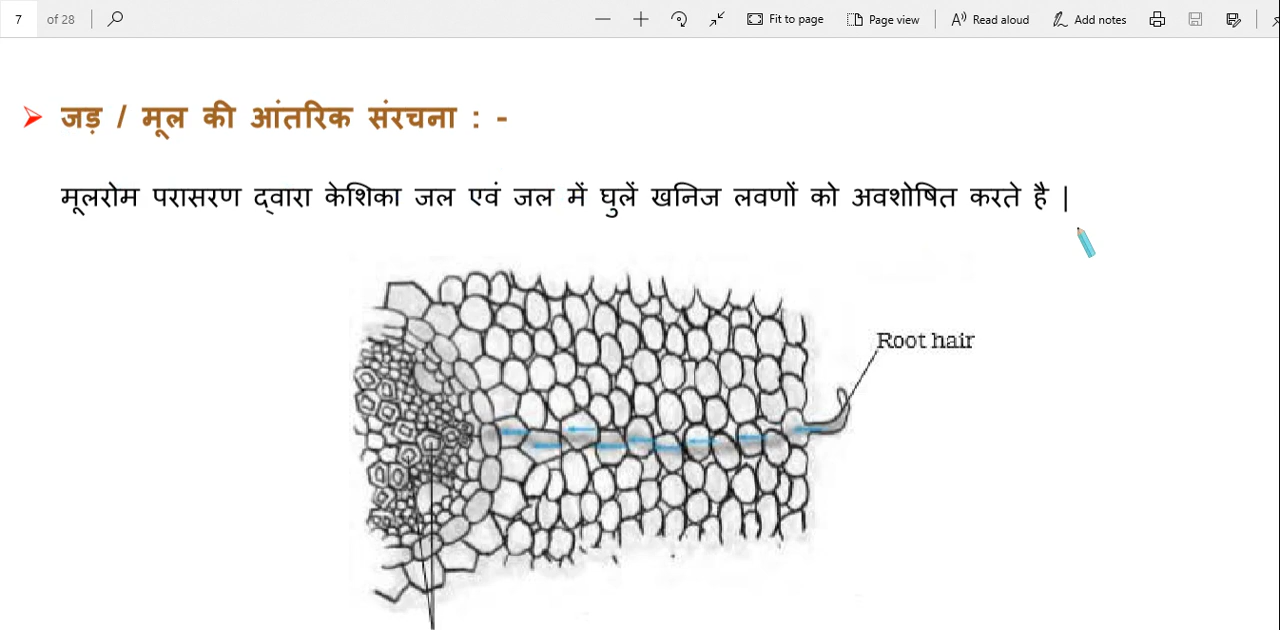 7 of 28 Fit to page Page view Read aloud Add notes
जड़ / मूल की आंतरिक संरचना : -
मूलरोम परासरण द्वारा केशिका जल एवं जल में घुलें खनिज लवणों को अवशोषित करते है |
Root hair